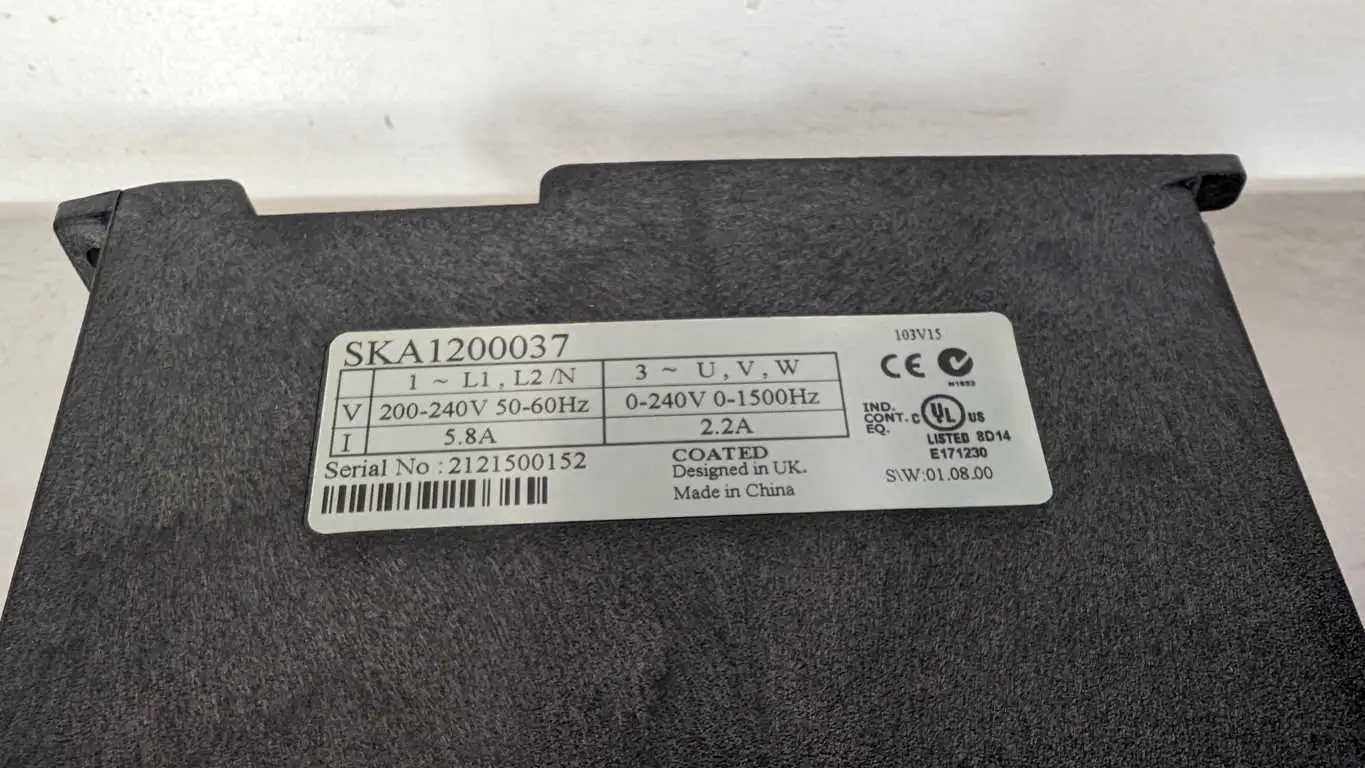 SKA1200037
1 ~ L1 , L2 /N 3 ~ U , V , W
V 200-240V 50-60Hz 0-240V 0-1500Hz
I 5.8A 2.2A
Serial No : 2121500152
COATED
Designed in UK.
Made in China
103V15
CE
N1652
IND.
CONT.
EQ.
C UL US
LISTED 8D14
E171230
S\W:01.08.00